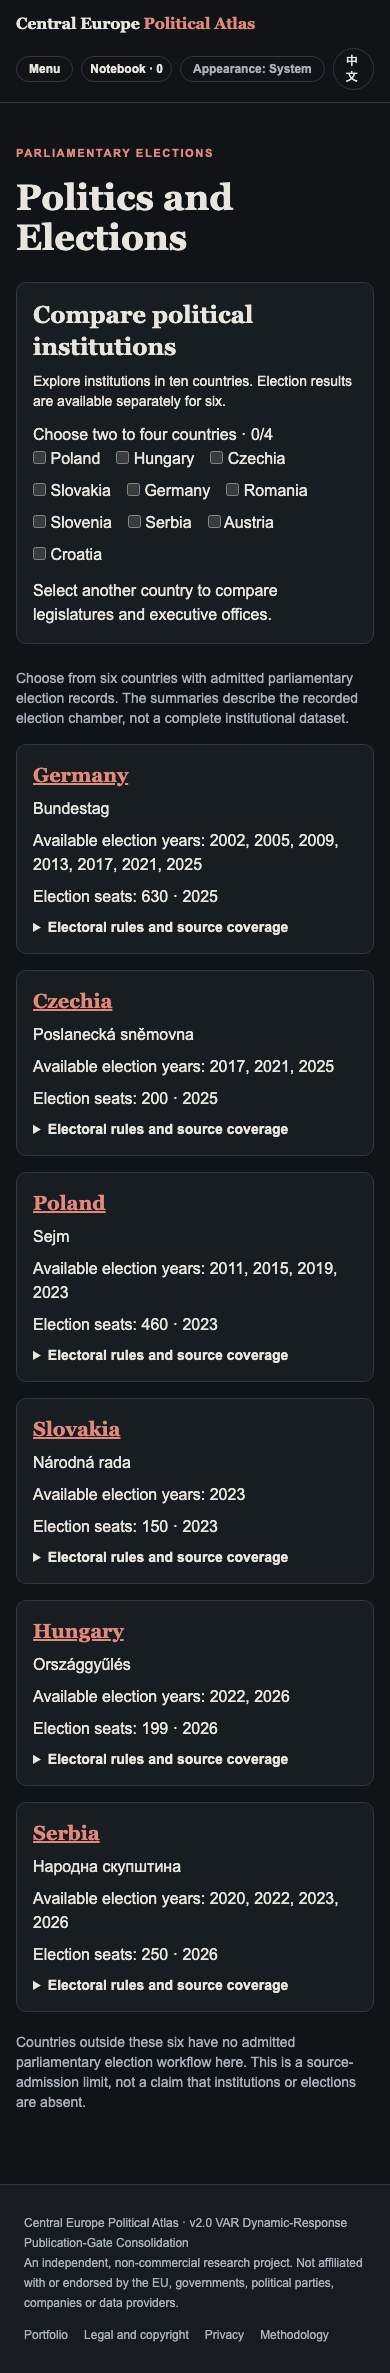 Central Europe Political Atlas
Menu
Notebook · 0
Appearance: System
中
文
PARLIAMENTARY ELECTIONS
Politics and
Elections
Compare political
institutions
Explore institutions in ten countries. Election results
are available separately for six.
Choose two to four countries · 0/4
Poland Hungary Czechia
Slovakia Germany Romania
Slovenia Serbia Austria
Croatia
Select another country to compare
legislatures and executive offices.
Choose from six countries with admitted parliamentary
election records. The summaries describe the recorded
election chamber, not a complete institutional dataset.
Germany
Bundestag
Available election years: 2002, 2005, 2009,
2013, 2017, 2021, 2025
Election seats: 630 · 2025
Electoral rules and source coverage
Czechia
Poslanecká sněmovna
Available election years: 2017, 2021, 2025
Election seats: 200 · 2025
Electoral rules and source coverage
Poland
Sejm
Available election years: 2011, 2015, 2019,
2023
Election seats: 460 · 2023
Electoral rules and source coverage
Slovakia
Národná rada
Available election years: 2023
Election seats: 150 · 2023
Electoral rules and source coverage
Hungary
Országgyűlés
Available election years: 2022, 2026
Election seats: 199 · 2026
Electoral rules and source coverage
Serbia
Народна скупштина
Available election years: 2020, 2022, 2023,
2026
Election seats: 250 · 2026
Electoral rules and source coverage
Countries outside these six have no admitted
parliamentary election workflow here. This is a source-
admission limit, not a claim that institutions or elections
are absent.
Central Europe Political Atlas · v2.0 VAR Dynamic-Response
Publication-Gate Consolidation
An independent, non-commercial research project. Not affiliated
with or endorsed by the EU, governments, political parties,
companies or data providers.
Portfolio Legal and copyright Privacy Methodology